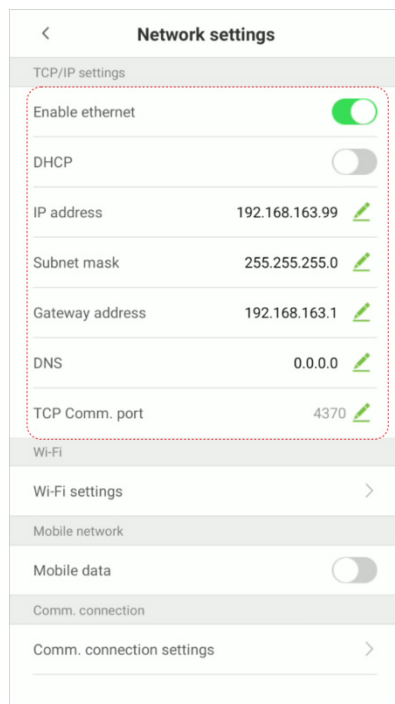 Network settings
TCP/IP settings
Enable ethernet
DHCP
IP address 192.168.163.99
Subnet mask 255.255.255.0
Gateway address 192.168.163.1
DNS 0.0.0.0
TCP Comm. port 4370
Wi-Fi
Wi-Fi settings
Mobile network
Mobile data
Comm. connection
Comm. connection settings